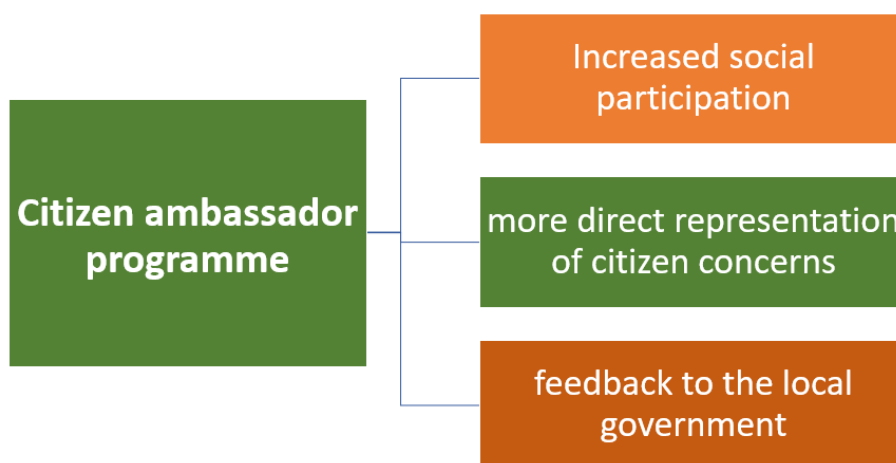 Citizen ambassador
programme
Increased social
participation
more direct representation
of citizen concerns
feedback to the local
government